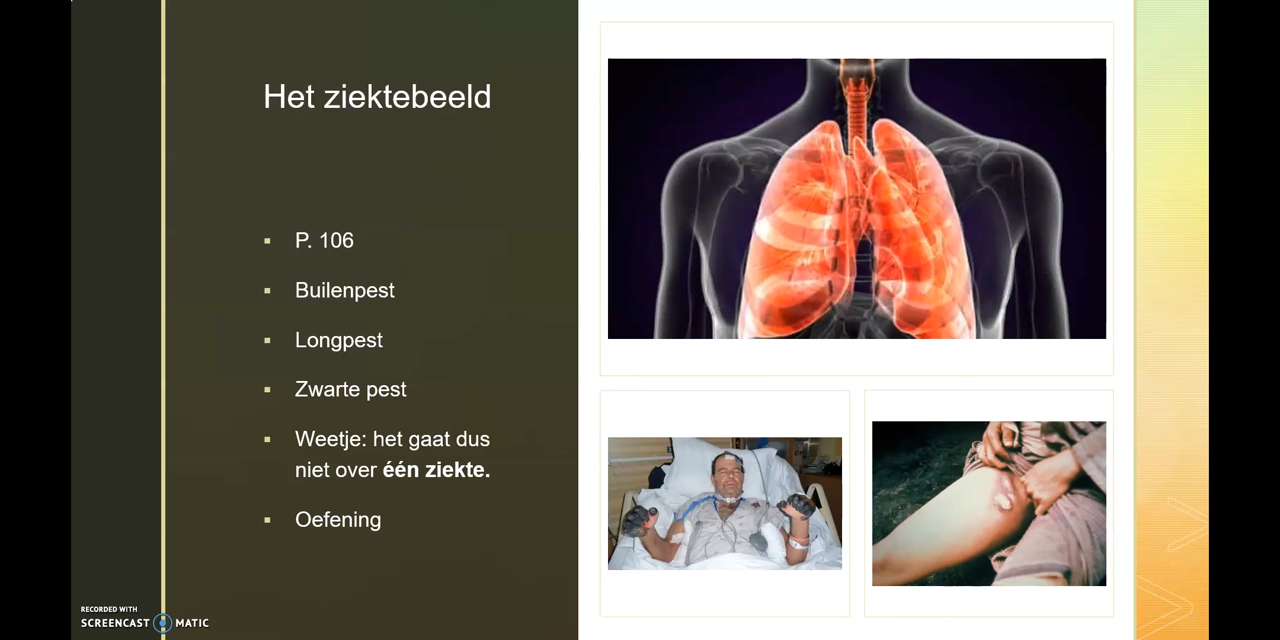 Het ziektebeeld
P. 106
Builenpest
Longpest
Zwarte pest
Weetje: het gaat dus
niet over één ziekte.
Oefening
RECORDED WITH
SCREENCAST MATIC